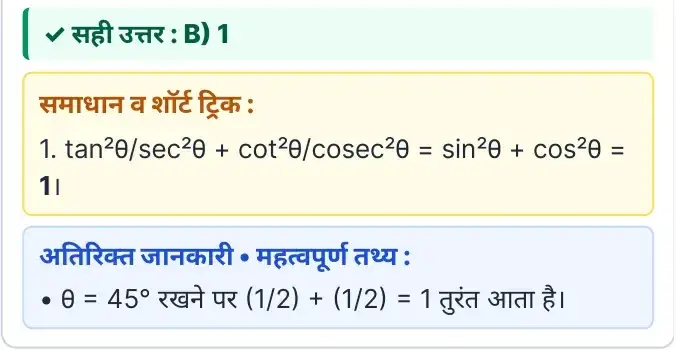 ✓ सही उत्तर : B) 1
समाधान व शॉर्ट ट्रिक :
1. tan²θ/sec²θ + cot²θ/cosec²θ = sin²θ + cos²θ =
1।
अतिरिक्त जानकारी • महत्वपूर्ण तथ्य :
• θ = 45° रखने पर (1/2) + (1/2) = 1 तुरंत आता है।